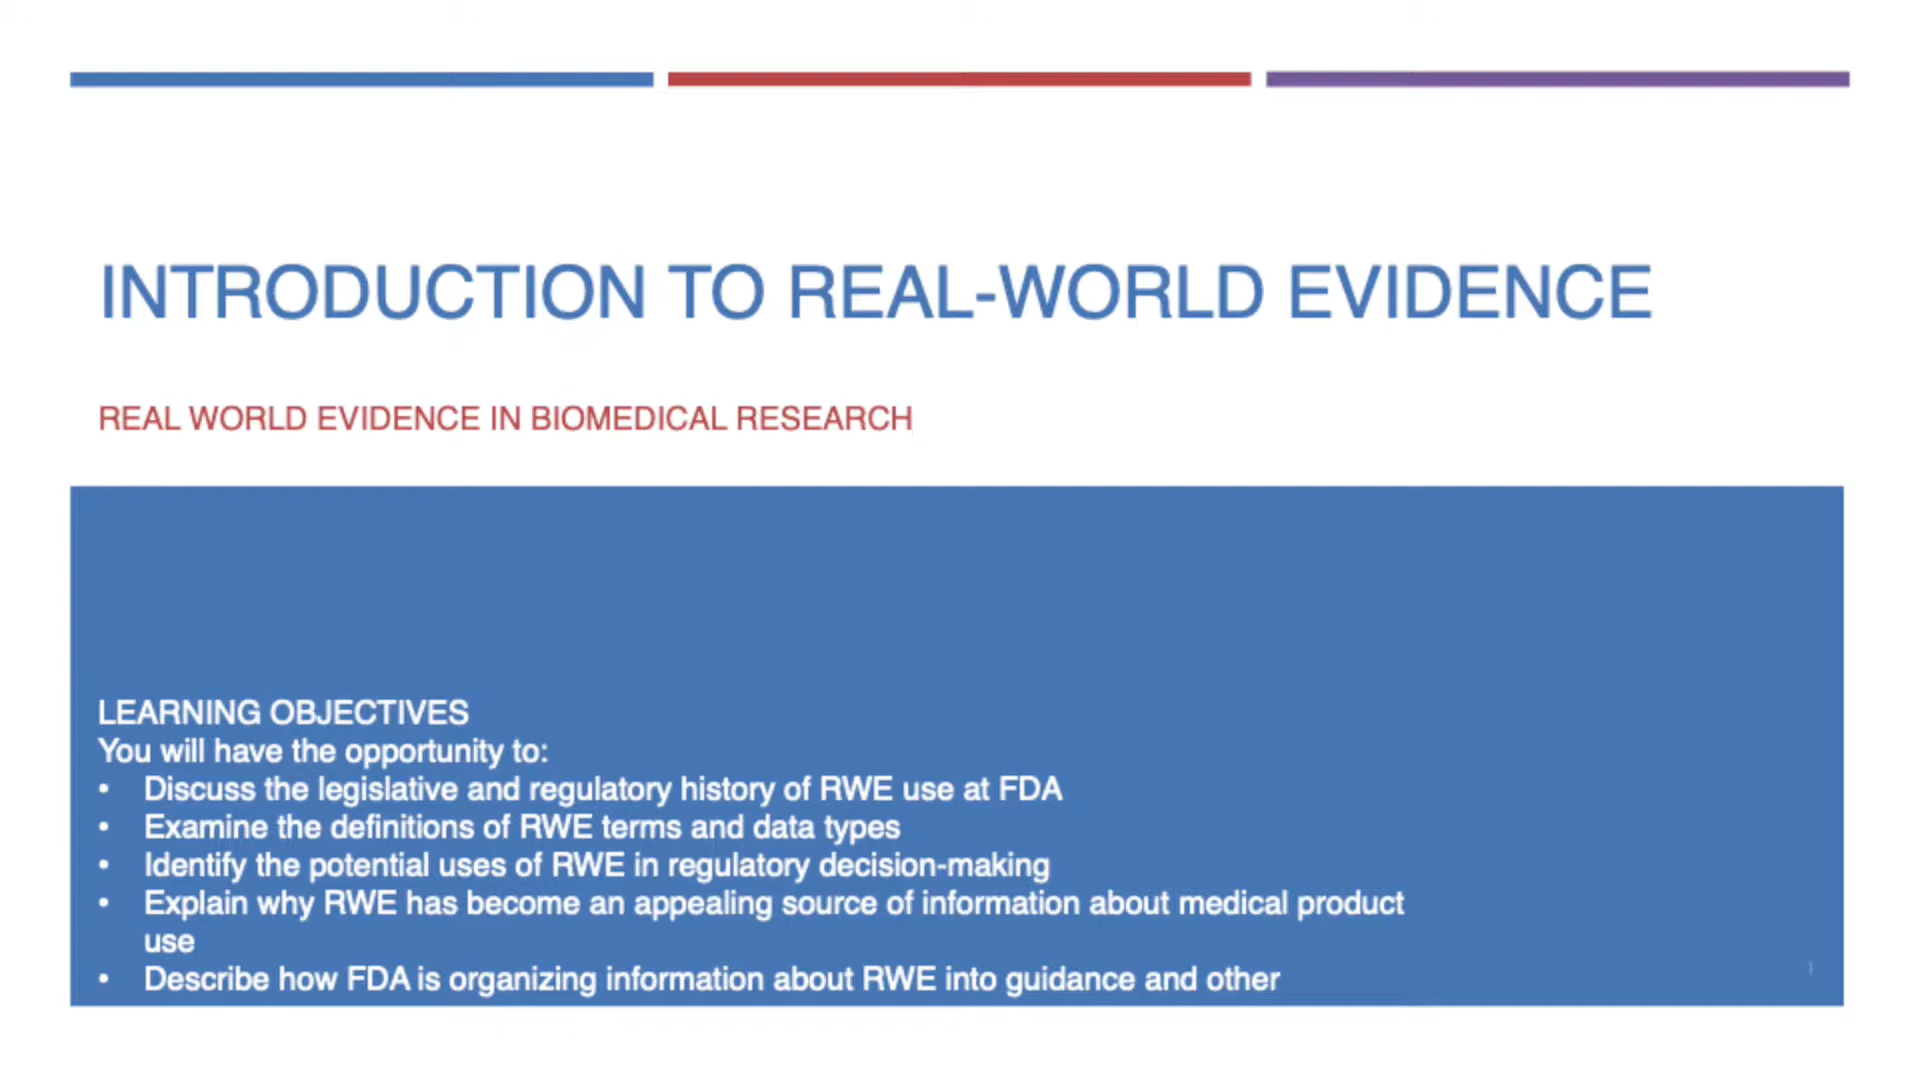 INTRODUCTION TO REAL-WORLD EVIDENCE
REAL WORLD EVIDENCE IN BIOMEDICAL RESEARCH
LEARNING OBJECTIVES
You will have the opportunity to:
• Discuss the legislative and regulatory history of RWE use at FDA
• Examine the definitions of RWE terms and data types
• Identify the potential uses of RWE in regulatory decision-making
• Explain why RWE has become an appealing source of information about medical product
use
• Describe how FDA is organizing information about RWE into guidance and other
1